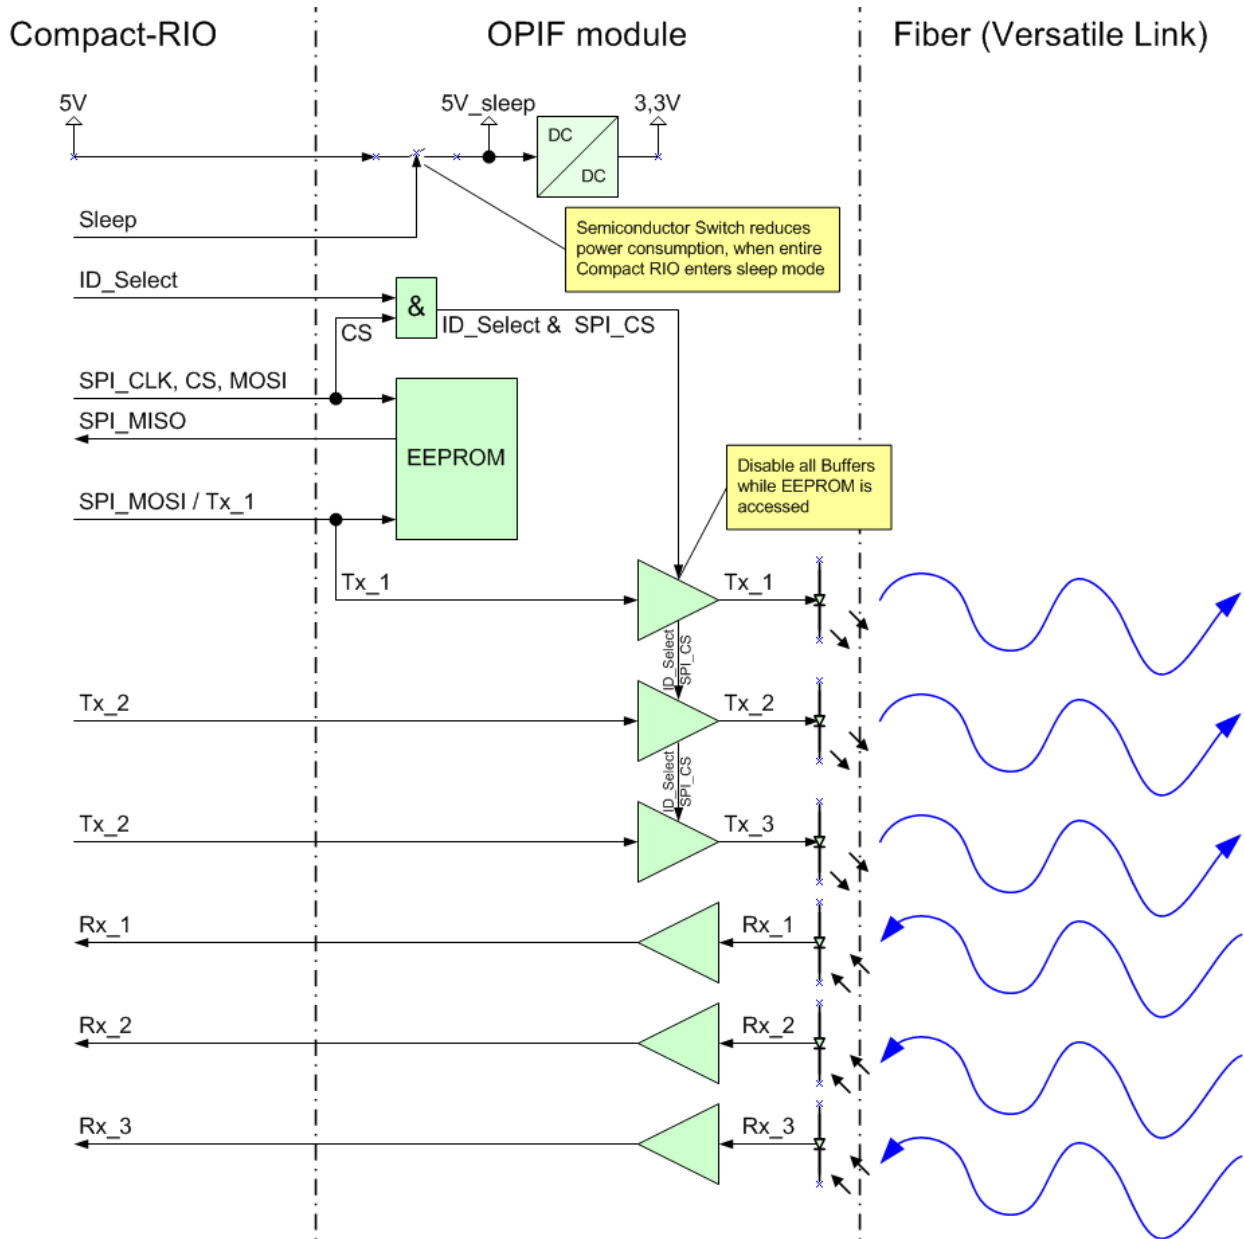 Compact-RIO
OPIF module
Fiber (Versatile Link)
5V
5V_sleep
3,3V
DC
DC
Sleep
Semiconductor Switch reduces
power consumption, when entire
Compact RIO enters sleep mode
ID_Select
&
CS
ID_Select & SPI_CS
SPI_CLK, CS, MOSI
SPI_MISO
EEPROM
Disable all Buffers
while EEPROM is
accessed
SPI_MOSI / Tx_1
Tx_1
Tx_1
ID_Select
SPI_CS
Tx_2
Tx_2
ID_Select
SPI_CS
Tx_2
Tx_3
Rx_1
Rx_1
Rx_2
Rx_2
Rx_3
Rx_3